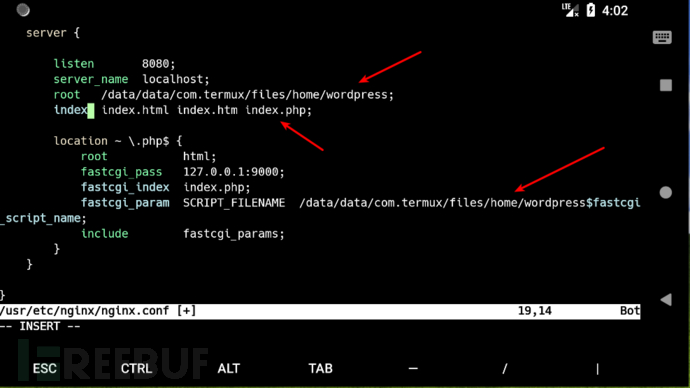 LTE 4:02
server {
listen 8080;
server_name localhost;
root /data/data/com.termux/files/home/wordpress;
index index.html index.htm index.php;
location ~ \.php$ {
root html;
fastcgi_pass 127.0.0.1:9000;
fastcgi_index index.php;
fastcgi_param SCRIPT_FILENAME /data/data/com.termux/files/home/wordpress$fastcgi
_script_name;
include fastcgi_params;
}
}
}
/usr/etc/nginx/nginx.conf [+] 19,14 Bot
-- INSERT --
FREEBUF
ESC CTRL ALT TAB — / |